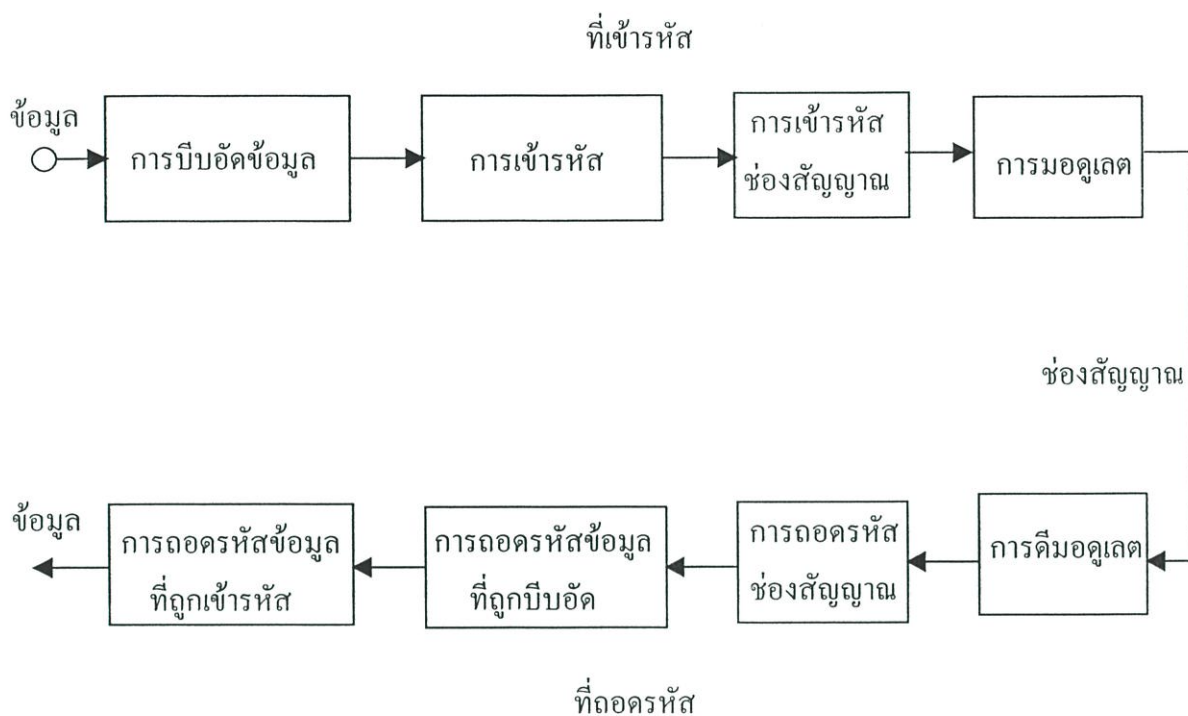 ที่เข้ารหัส
ข้อมูล
การบีบอัดข้อมูล
การเข้ารหัส
การเข้ารหัส
ช่องสัญญาณ
การมอดูเลต
ช่องสัญญาณ
ข้อมูล
การถอดรหัสข้อมูล
ที่ถูกเข้ารหัส
การถอดรหัสข้อมูล
ที่ถูกบีบอัด
การถอดรหัส
ช่องสัญญาณ
การดีมอดูเลต
ที่ถอดรหัส